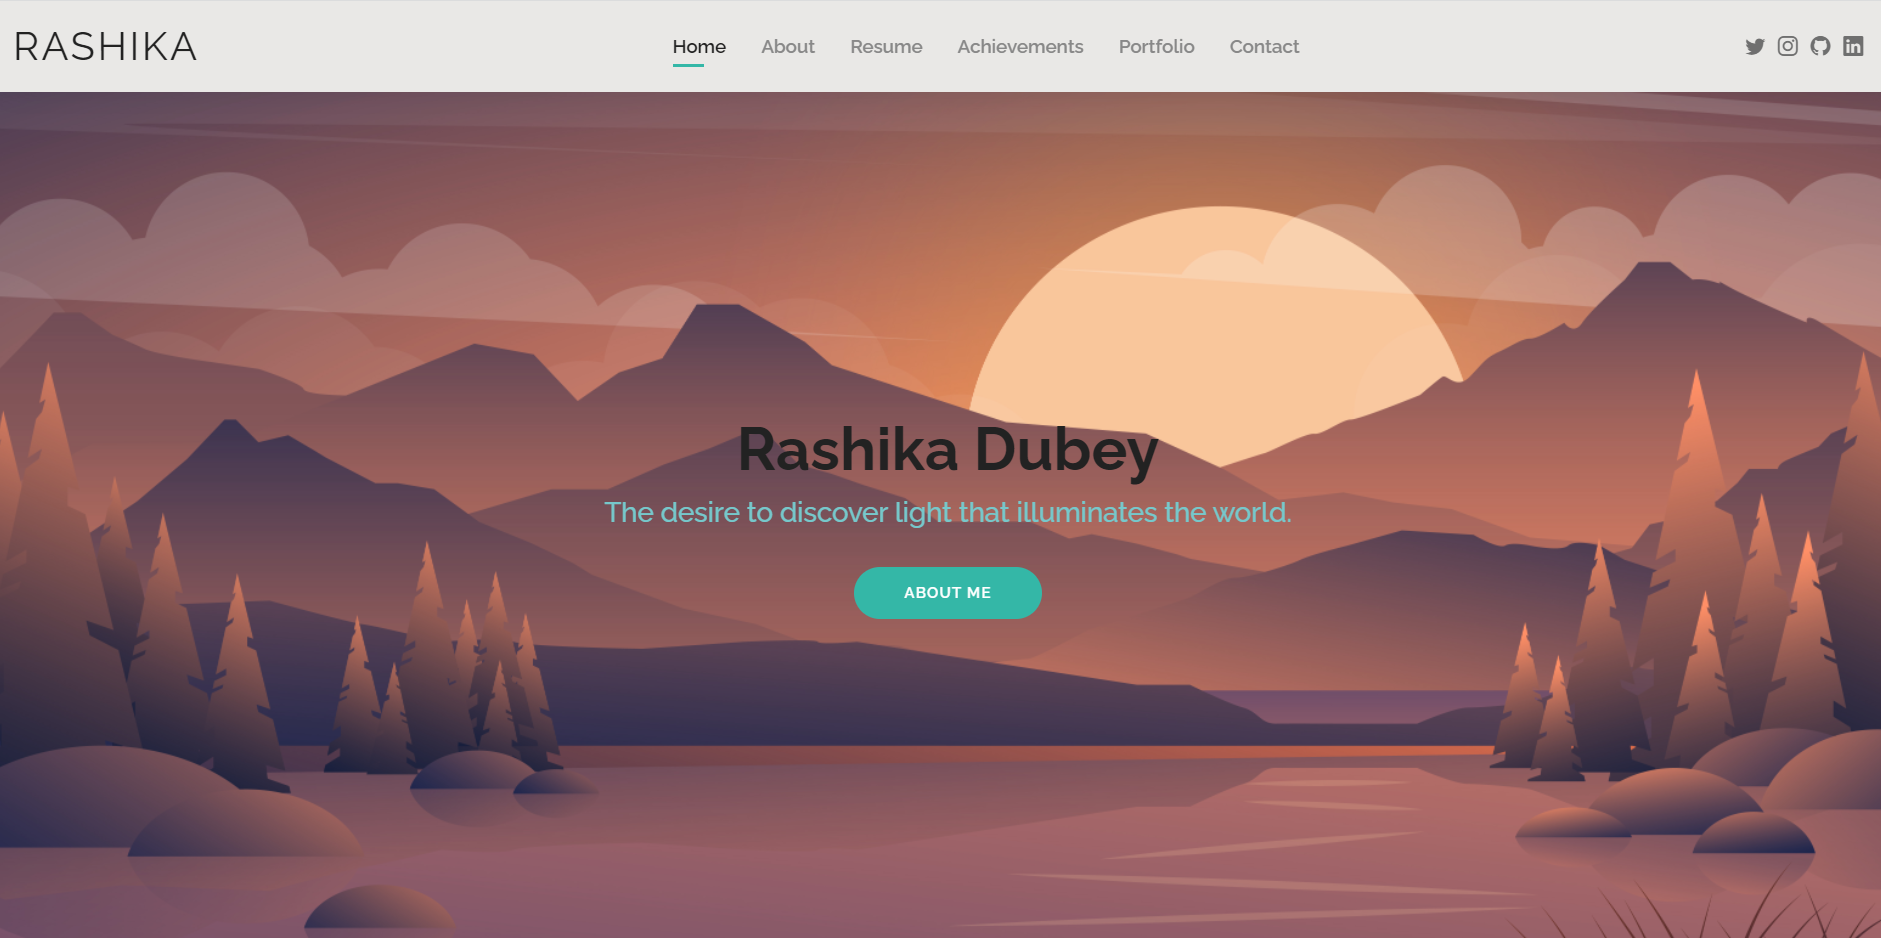 RASHIKA
Home About Resume Achievements Portfolio Contact
Rashika Dubey
The desire to discover light that illuminates the world.
ABOUT ME